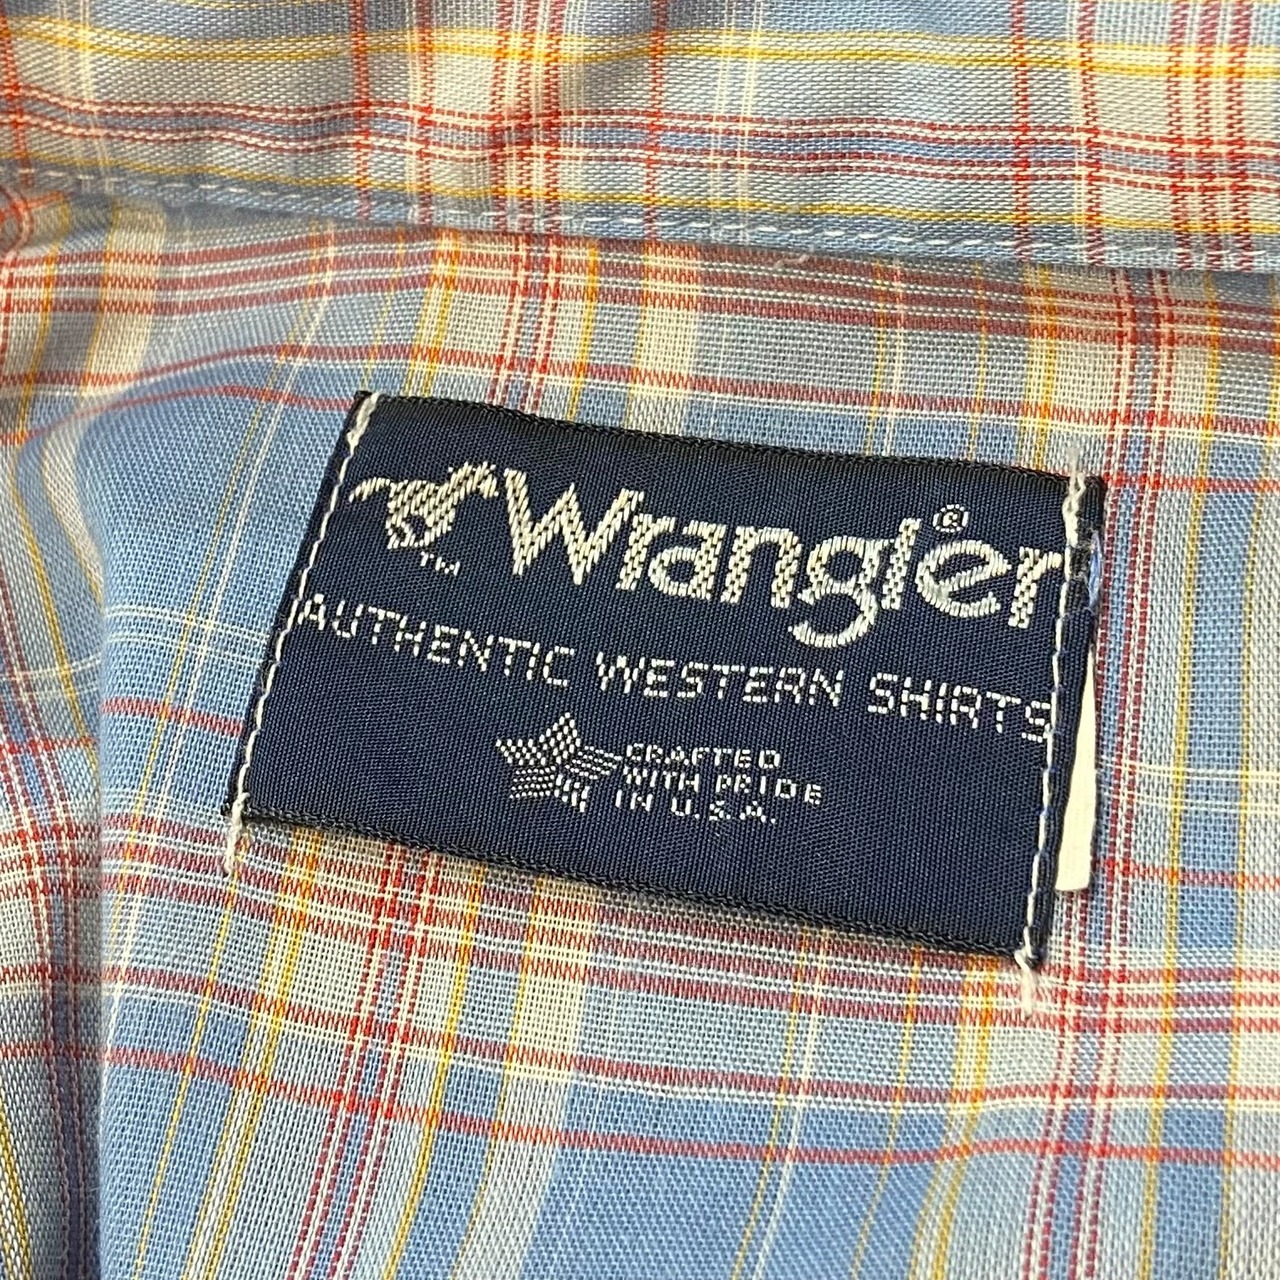 Wrangler®
TM
AUTHENTIC WESTERN SHIRTS
CRAFTED
WITH PRIDE
IN U.S.A.